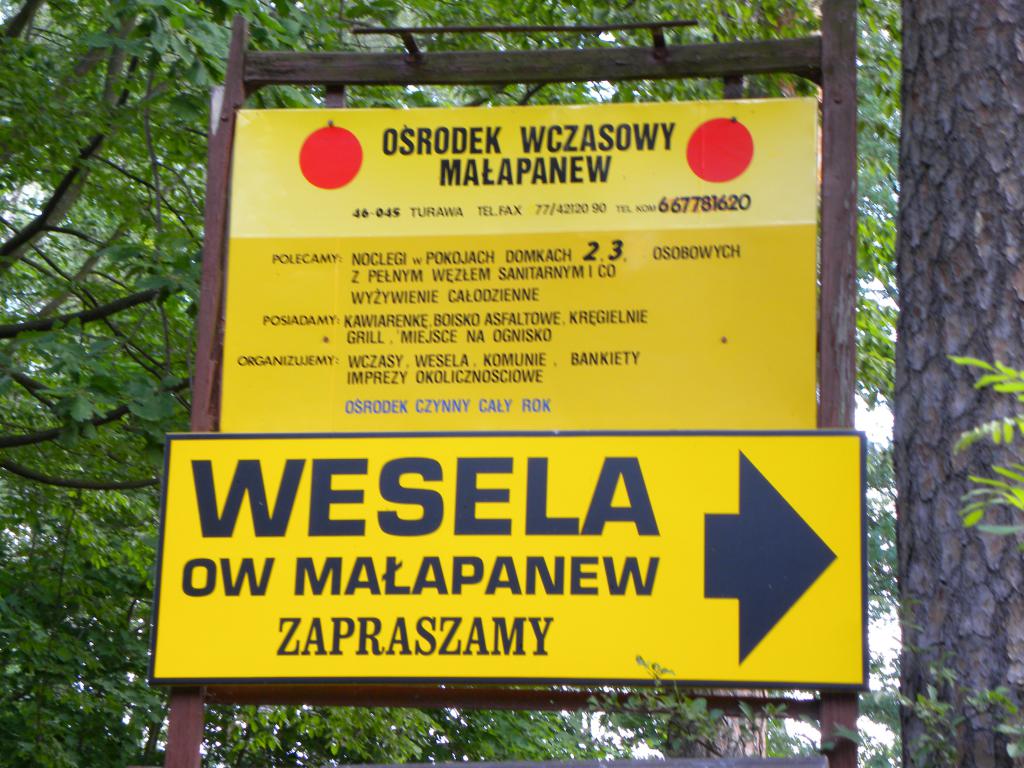 OŚRODEK WCZASOWY
MAŁAPANEW
46-045 TURAWA TEL.FAX 77/42120 90 TEL KOM 667781620
POLECAMY: NOCLEGI W POKOJACH DOMKACH 2,3, OSOBOWYCH
Z PEŁNYM WĘZŁEM SANITARNYM I CO
WYŻYWIENIE CAŁODZIENNE
POSIADAMY: KAWIARENKĘ, BOISKO ASFALTOWE, KRĘGIELNIE
GRILL, MIEJSCE NA OGNISKO
ORGANIZUJEMY: WCZASY, WESELA, KOMUNIE, BANKIETY
IMPREZY OKOLICZNOŚCIOWE
OŚRODEK CZYNNY CAŁY ROK
WESELA
OW MAŁAPANEW
ZAPRASZAMY